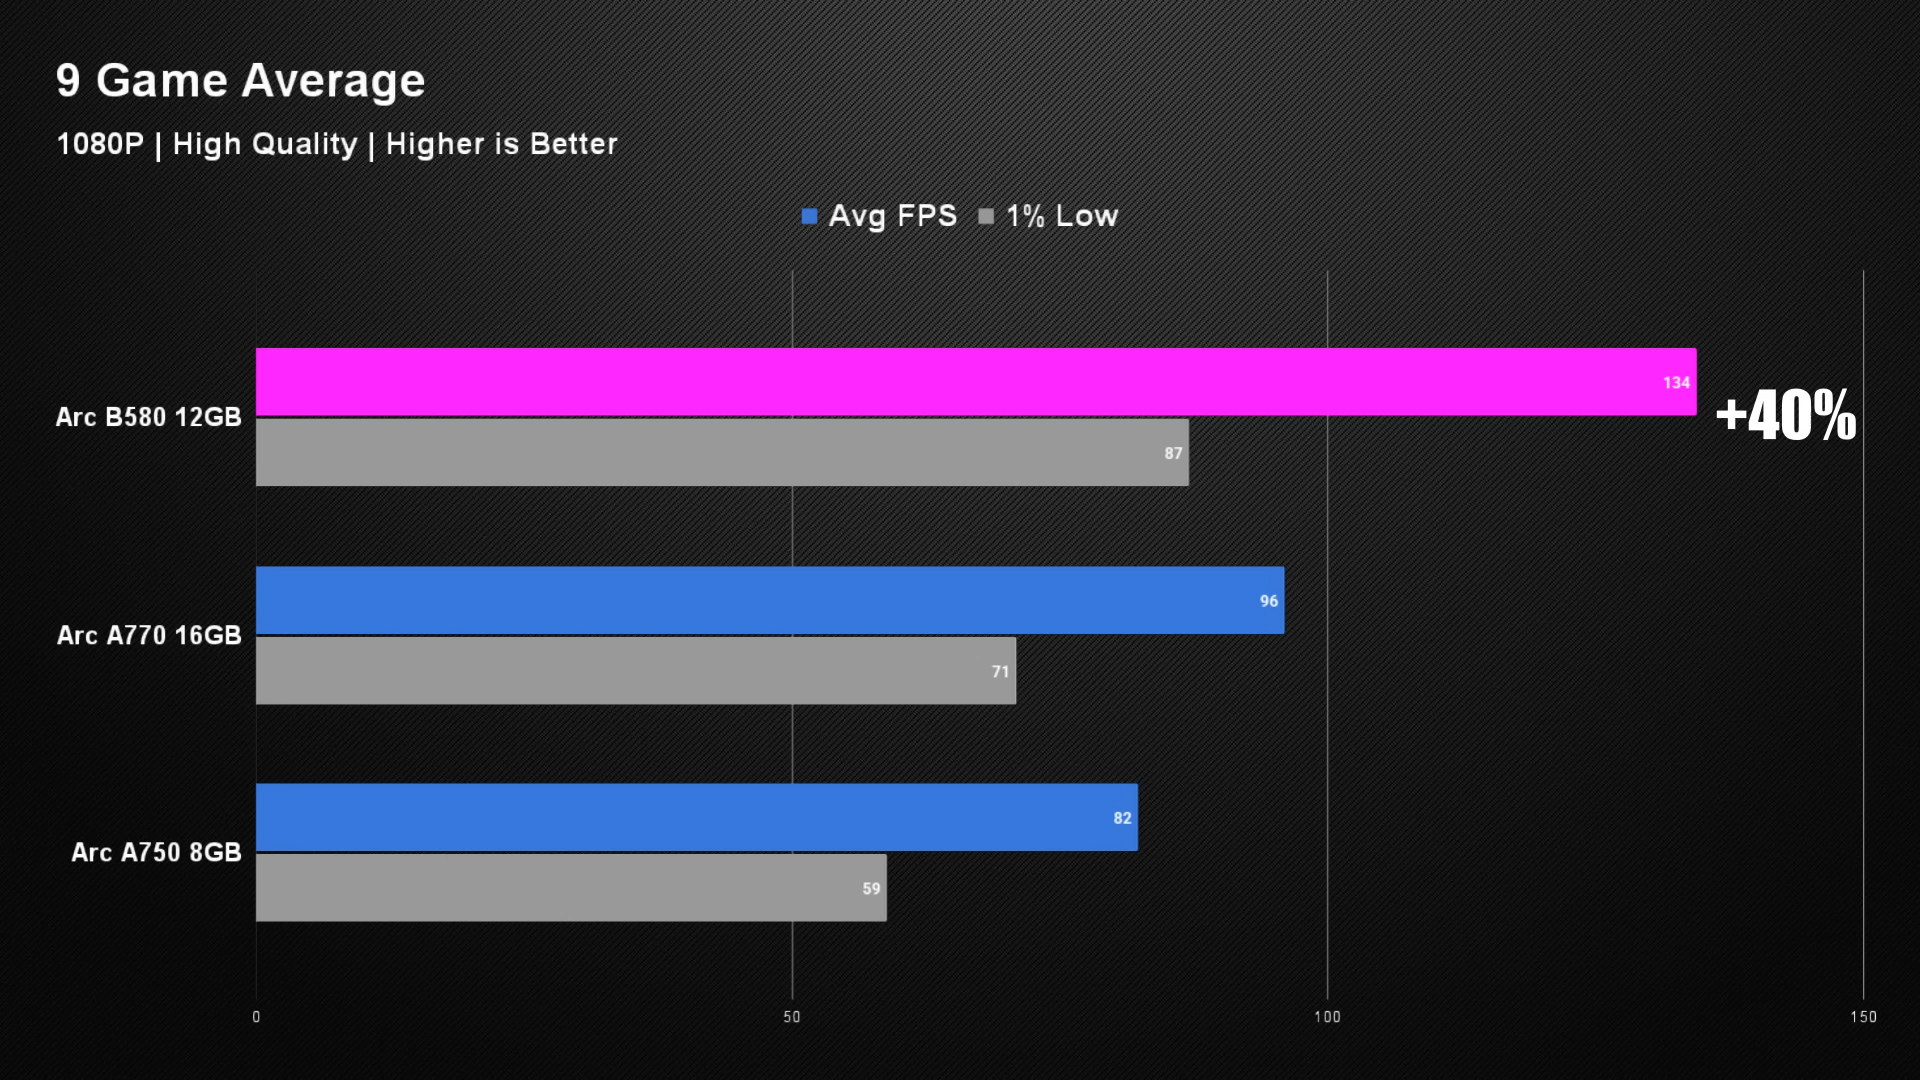 9 Game Average
1080P | High Quality | Higher is Better
Avg FPS 1% Low
Arc B580 12GB
134
87
+40%
Arc A770 16GB
96
71
Arc A750 8GB
82
59
0 50 100 150